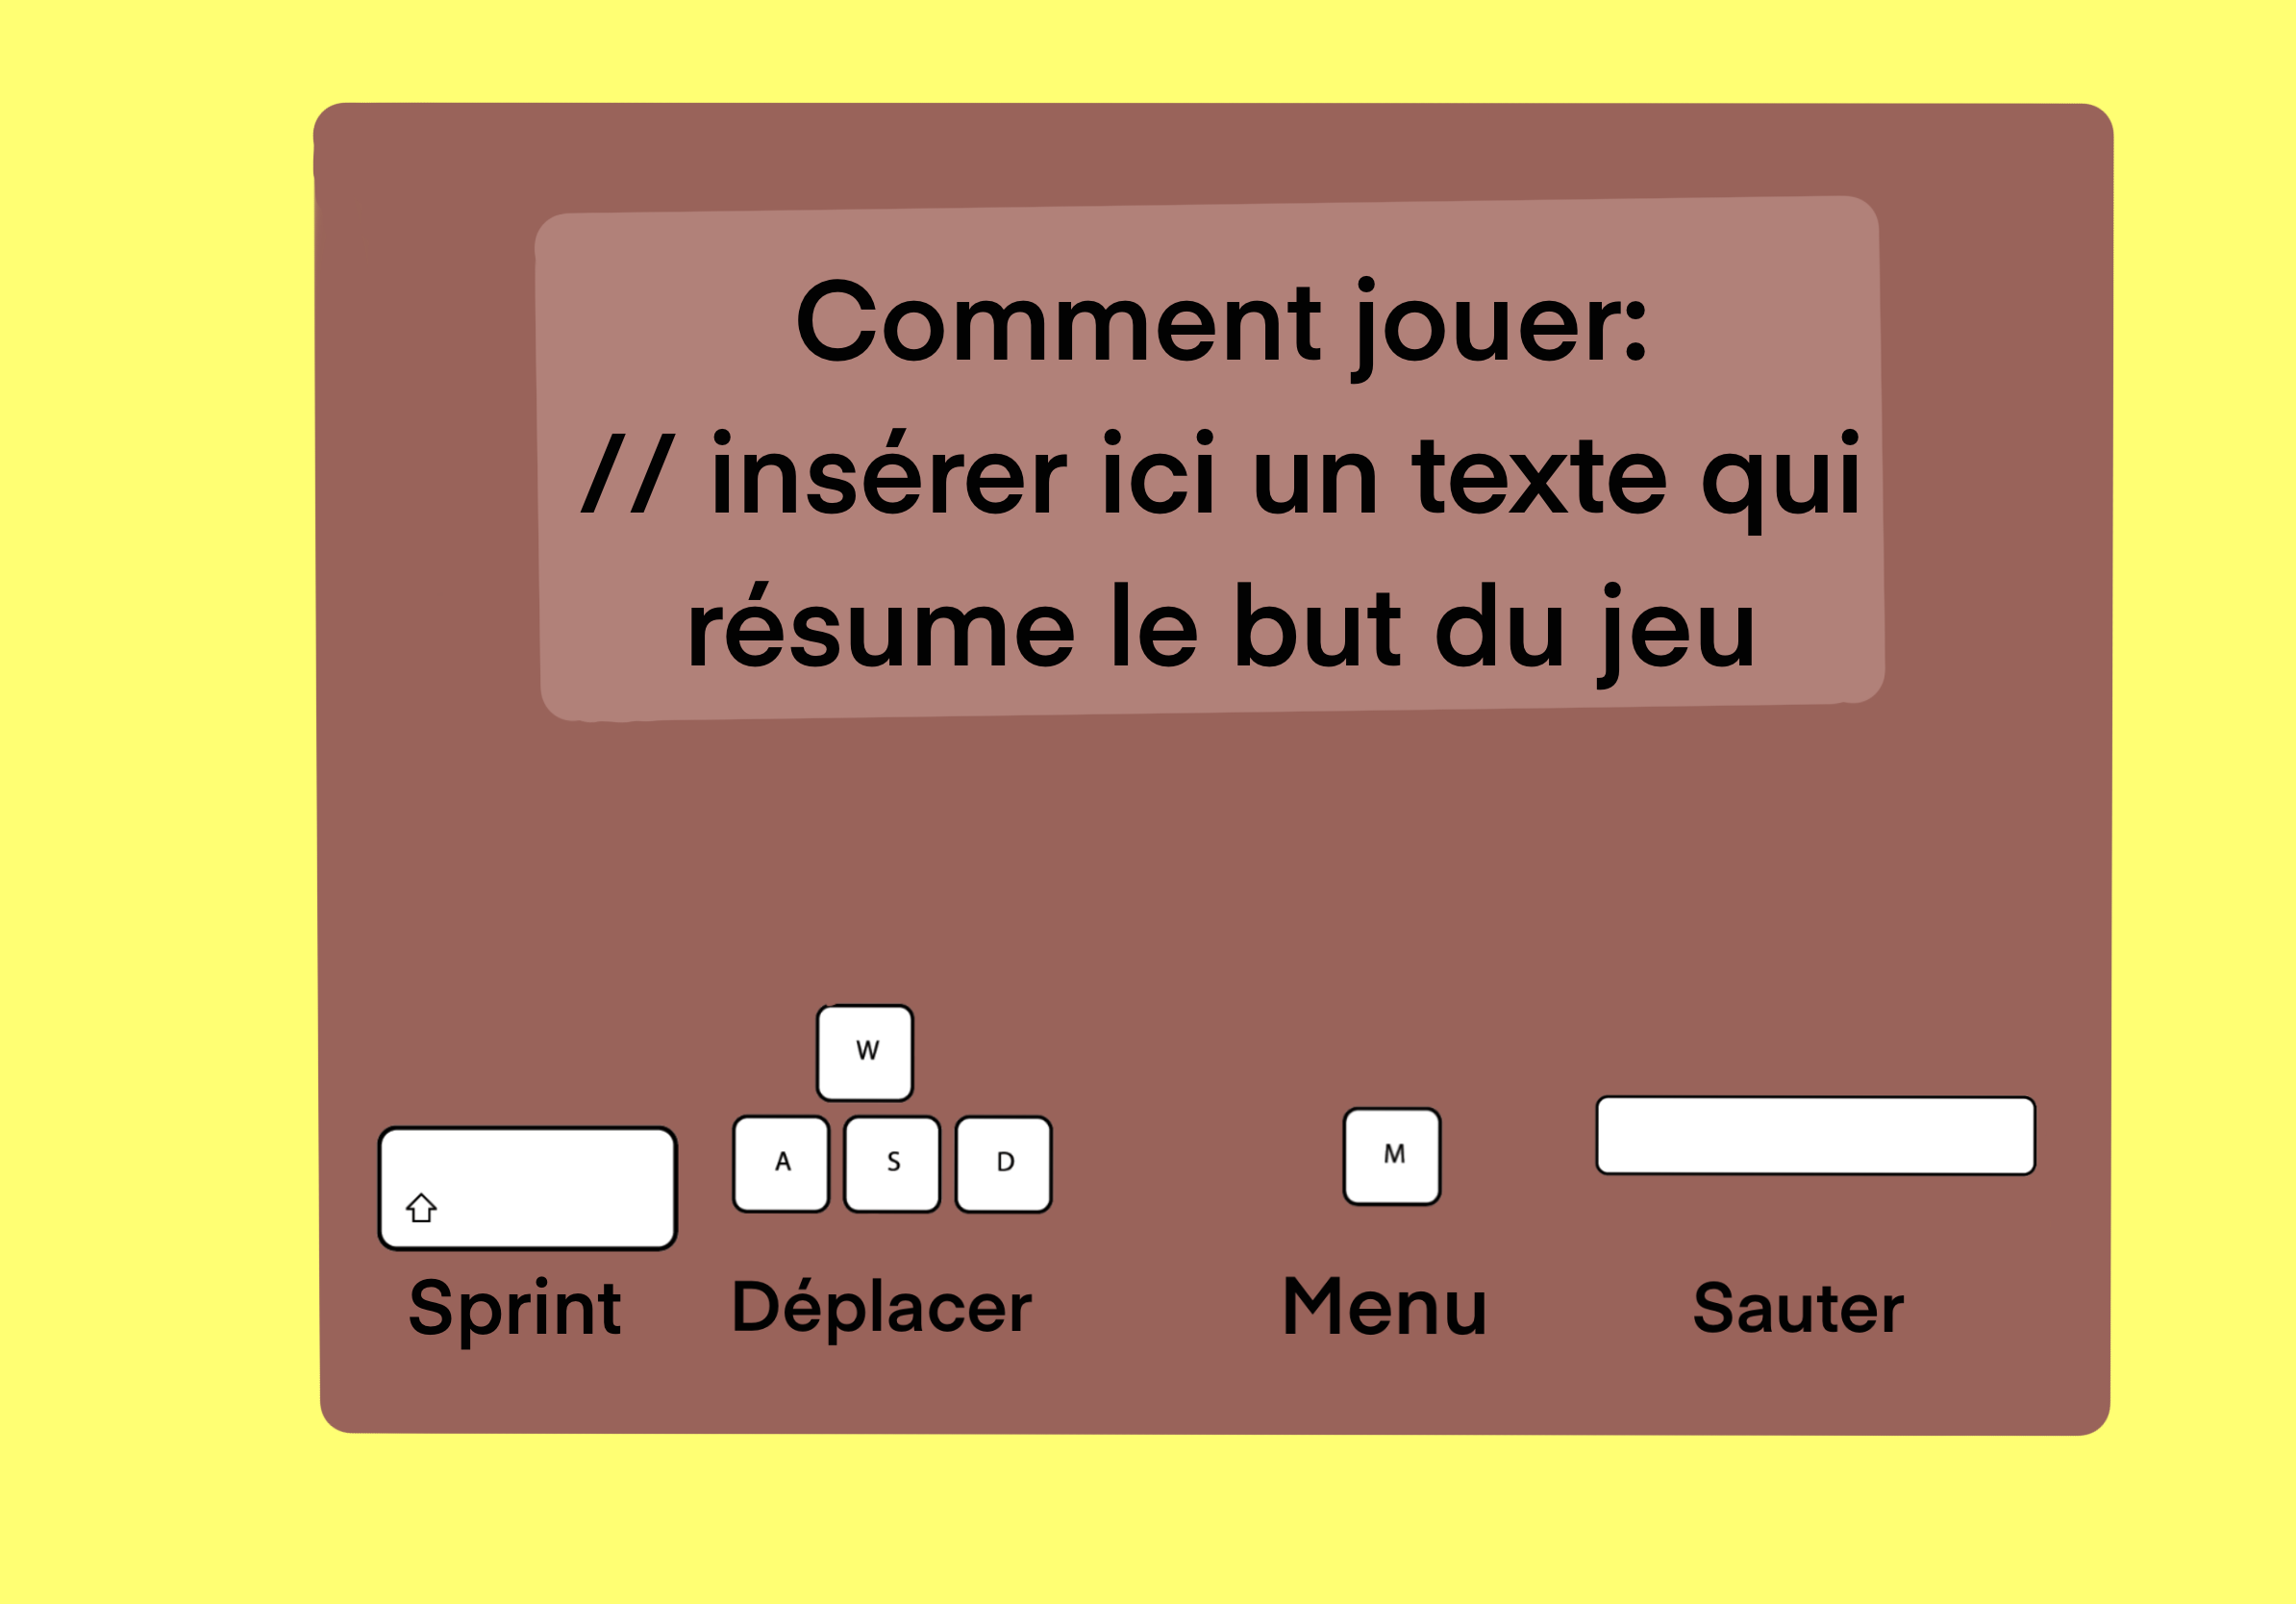 Comment jouer:
// insérer ici un texte qui
résume le but du jeu
W
A S D
M
Sprint Déplacer Menu Sauter